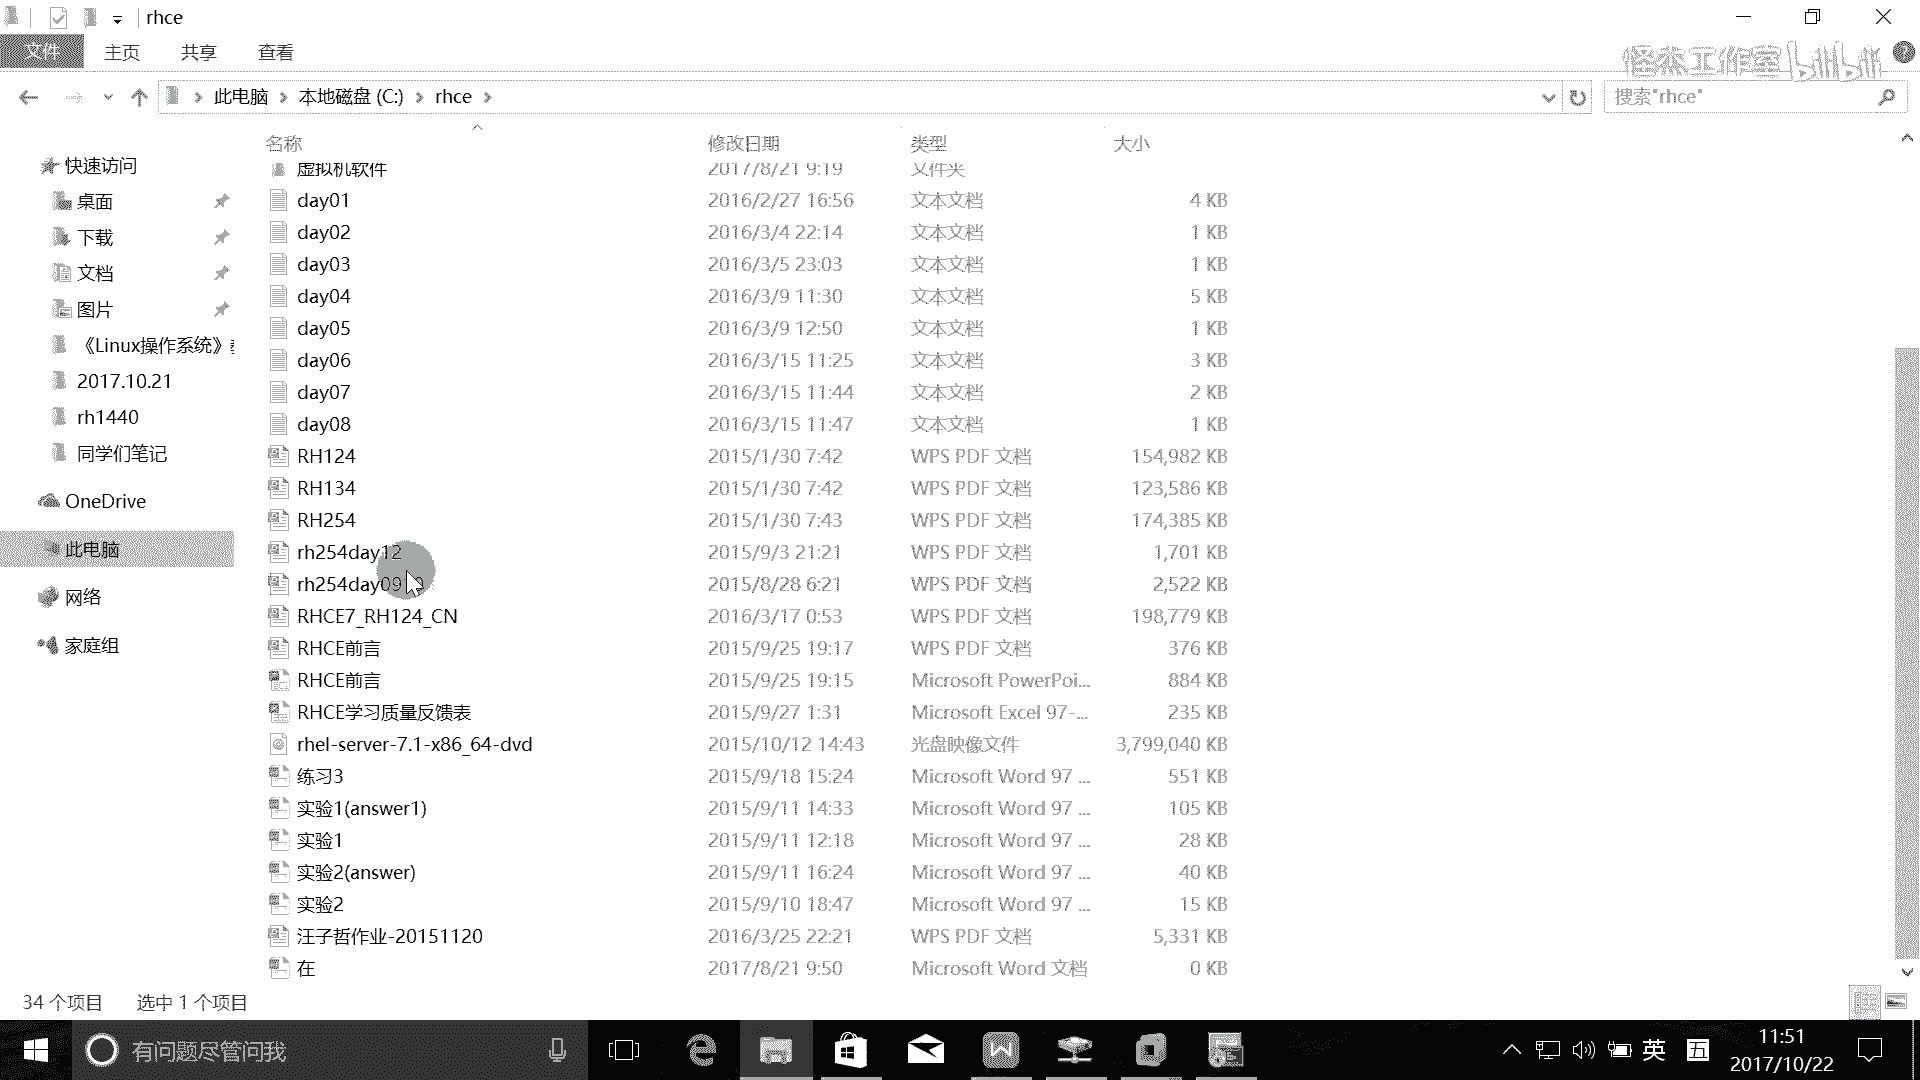 rhce
文件 主页 共享 查看
怪杰工作室 bilibili
此电脑 本地磁盘 (C:) rhce
搜索"rhce"
名称 修改日期 类型 大小
快速访问
桌面
下载
文档
图片
《Linux操作系统》
2017.10.21
rh1440
同学们笔记
OneDrive
此电脑
网络
家庭组
虚拟机软件 2017/8/21 9:19 文件夹
day01 2016/2/27 16:56 文本文档 4 KB
day02 2016/3/4 22:14 文本文档 1 KB
day03 2016/3/5 23:03 文本文档 1 KB
day04 2016/3/9 11:30 文本文档 5 KB
day05 2016/3/9 12:50 文本文档 1 KB
day06 2016/3/15 11:25 文本文档 3 KB
day07 2016/3/15 11:44 文本文档 2 KB
day08 2016/3/15 11:47 文本文档 1 KB
RH124 2015/1/30 7:42 WPS PDF 文档 154,982 KB
RH134 2015/1/30 7:42 WPS PDF 文档 123,586 KB
RH254 2015/1/30 7:43 WPS PDF 文档 174,385 KB
rh254day12 2015/9/3 21:21 WPS PDF 文档 1,701 KB
rh254day0910 2015/8/28 6:21 WPS PDF 文档 2,522 KB
RHCE7_RH124_CN 2016/3/17 0:53 WPS PDF 文档 198,779 KB
RHCE前言 2015/9/25 19:17 WPS PDF 文档 376 KB
RHCE前言 2015/9/25 19:15 Microsoft PowerPoi... 884 KB
RHCE学习质量反馈表 2015/9/27 1:31 Microsoft Excel 97-... 235 KB
rhel-server-7.1-x86_64-dvd 2015/10/12 14:43 光盘映像文件 3,799,040 KB
练习3 2015/9/18 15:24 Microsoft Word 97 ... 551 KB
实验1(answer1) 2015/9/11 14:33 Microsoft Word 97 ... 105 KB
实验1 2015/9/11 12:18 Microsoft Word 97 ... 28 KB
实验2(answer) 2015/9/11 16:24 Microsoft Word 97 ... 40 KB
实验2 2015/9/10 18:47 Microsoft Word 97 ... 15 KB
汪子哲作业-20151120 2016/3/25 22:21 WPS PDF 文档 5,331 KB
在 2017/8/21 9:50 Microsoft Word 文档 0 KB
34 个项目 选中 1 个项目
有问题尽管问我
英 五
11:51
2017/10/22